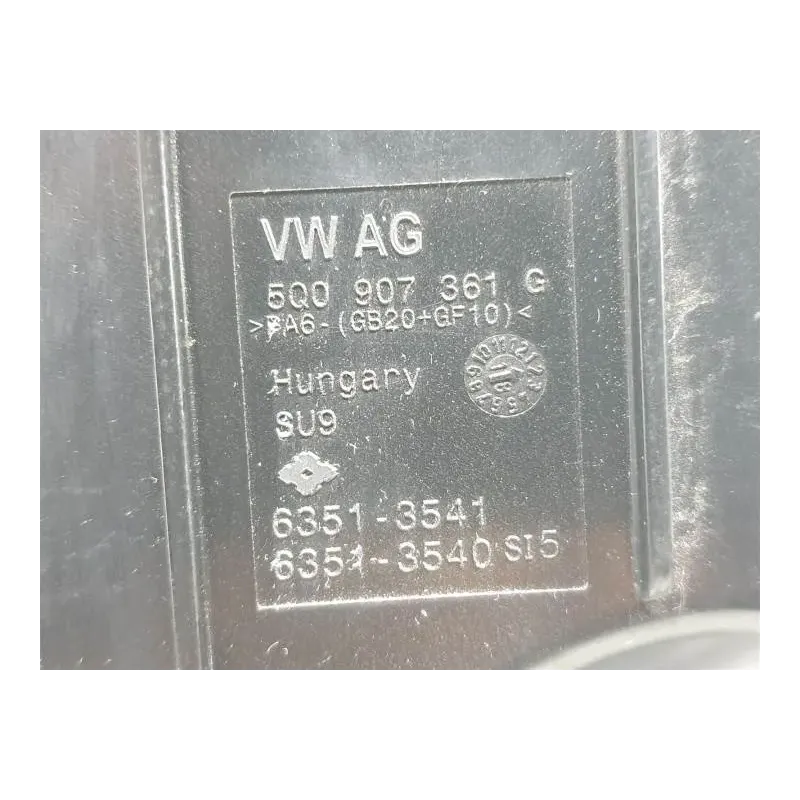 VW AG
5Q0 907 361 G
>PA6-(GB20+GF10)<
Hungary
SU9
6351-3541
6351-3540 SI5